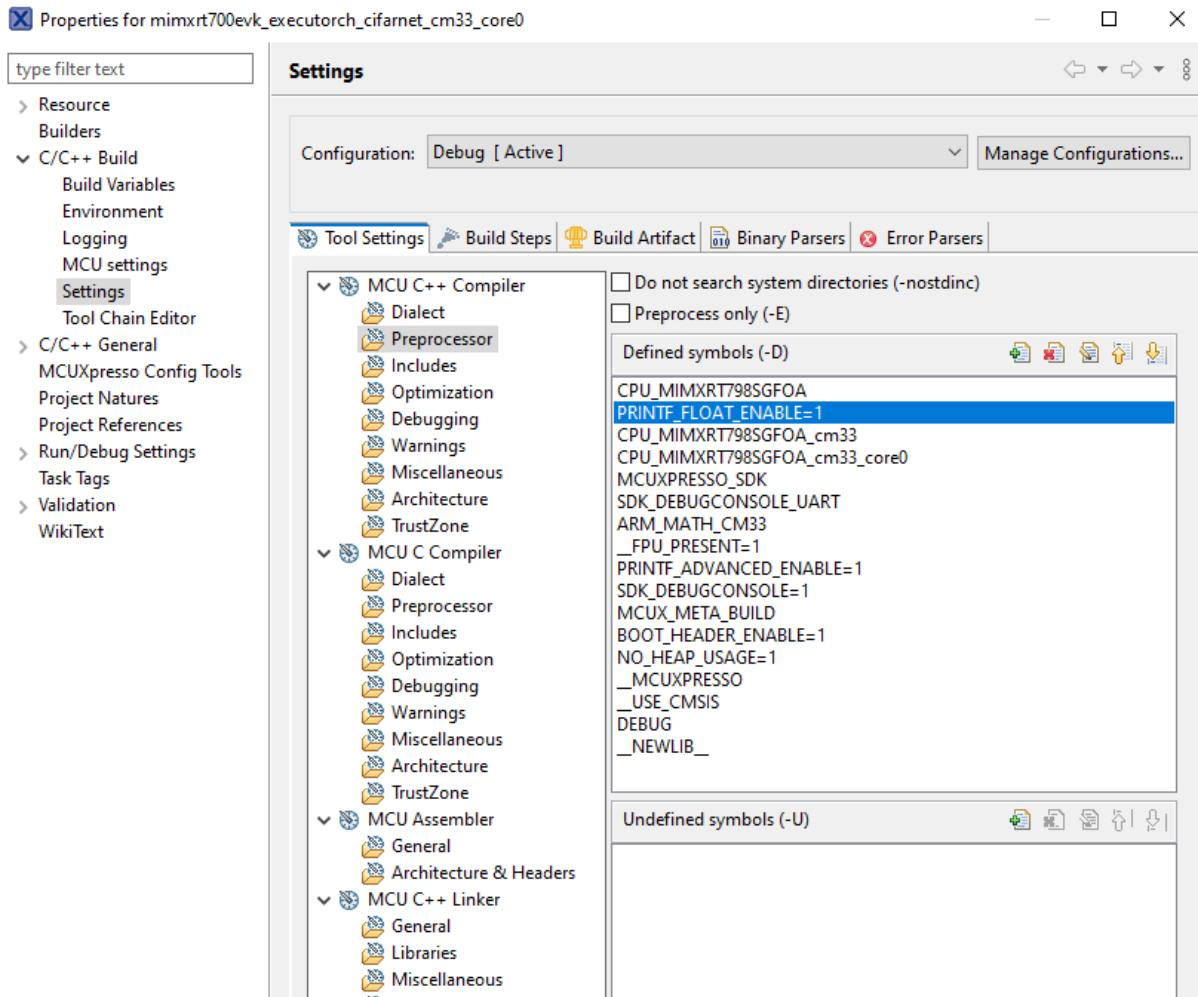 Properties for mimxrt700evk_executorch_cifarnet_cm33_core0
type filter text
Resource
Builders
C/C++ Build
Build Variables
Environment
Logging
MCU settings
Settings
Tool Chain Editor
C/C++ General
MCUXpresso Config Tools
Project Natures
Project References
Run/Debug Settings
Task Tags
Validation
WikiText
Settings
Configuration: Debug [ Active ] Manage Configurations...
Tool Settings Build Steps Build Artifact Binary Parsers Error Parsers
MCU C++ Compiler
Dialect
Preprocessor
Includes
Optimization
Debugging
Warnings
Miscellaneous
Architecture
TrustZone
MCU C Compiler
Dialect
Preprocessor
Includes
Optimization
Debugging
Warnings
Miscellaneous
Architecture
TrustZone
MCU Assembler
General
Architecture & Headers
MCU C++ Linker
General
Libraries
Miscellaneous
Do not search system directories (-nostdinc)
Preprocess only (-E)
Defined symbols (-D)
CPU_MIMXRT798SGFOA
PRINTF_FLOAT_ENABLE=1
CPU_MIMXRT798SGFOA_cm33
CPU_MIMXRT798SGFOA_cm33_core0
MCUXPRESSO_SDK
SDK_DEBUGCONSOLE_UART
ARM_MATH_CM33
__FPU_PRESENT=1
PRINTF_ADVANCED_ENABLE=1
SDK_DEBUGCONSOLE=1
MCUX_META_BUILD
BOOT_HEADER_ENABLE=1
NO_HEAP_USAGE=1
__MCUXPRESSO
__USE_CMSIS
DEBUG
__NEWLIB__
Undefined symbols (-U)